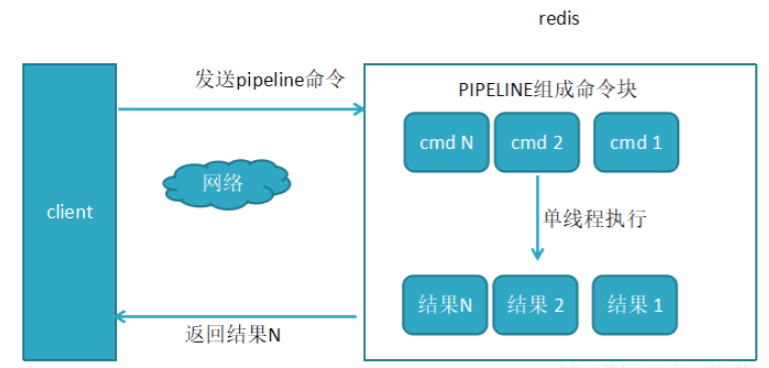 redis
发送pipeline命令
PIPELINE组成命令块
cmd N
cmd 2
cmd 1
网络
client
单线程执行
结果N
结果 2
结果 1
返回结果N